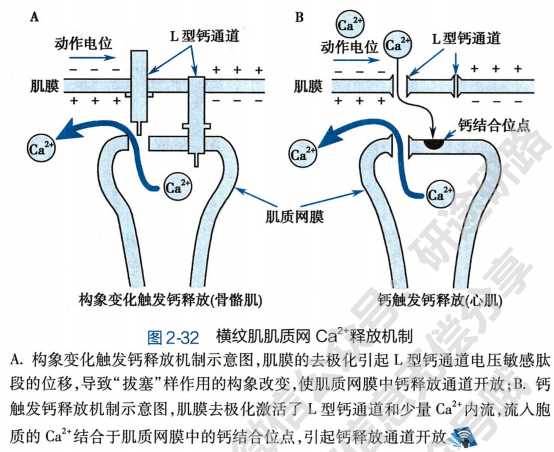 A
B
动作电位
L 型钙通道
Ca²⁺
动作电位
Ca²⁺
L 型钙通道
－ － － －
＋ ＋ ＋ ＋
－ － － －
＋ ＋ ＋ ＋
肌膜
肌膜
＋ ＋ ＋ ＋
－ － － －
＋ ＋ ＋ ＋
－ － － －
钙结合位点
Ca²⁺
Ca²⁺
Ca²⁺
Ca²⁺
肌质网膜
构象变化触发钙释放(骨骼肌)
钙触发钙释放(心肌)
图 2-32 横纹肌肌质网 Ca²⁺释放机制
A. 构象变化触发钙释放机制示意图,肌膜的去极化引起 L 型钙通道电压敏感肽
段的位移,导致“拔塞”样作用的构象改变,使肌质网膜中钙释放通道开放;B. 钙
触发钙释放机制示意图,肌膜去极化激活了 L 型钙通道和少量 Ca²⁺内流,流入胞
质的 Ca²⁺结合于肌质网膜中的钙结合位点,引起钙释放通道开放
研途研路
分享